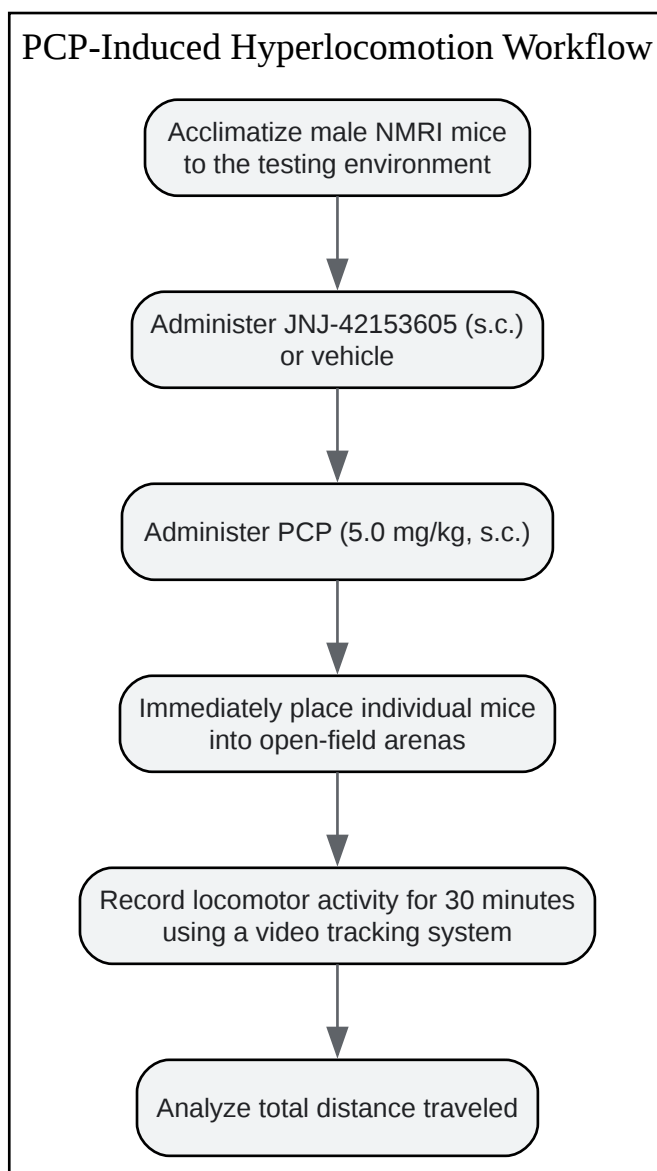 PCP-Induced Hyperlocomotion Workflow
Acclimatize male NMRI mice
to the testing environment
Administer JNJ-42153605 (s.c.)
or vehicle
Administer PCP (5.0 mg/kg, s.c.)
Immediately place individual mice
into open-field arenas
Record locomotor activity for 30 minutes
using a video tracking system
Analyze total distance traveled